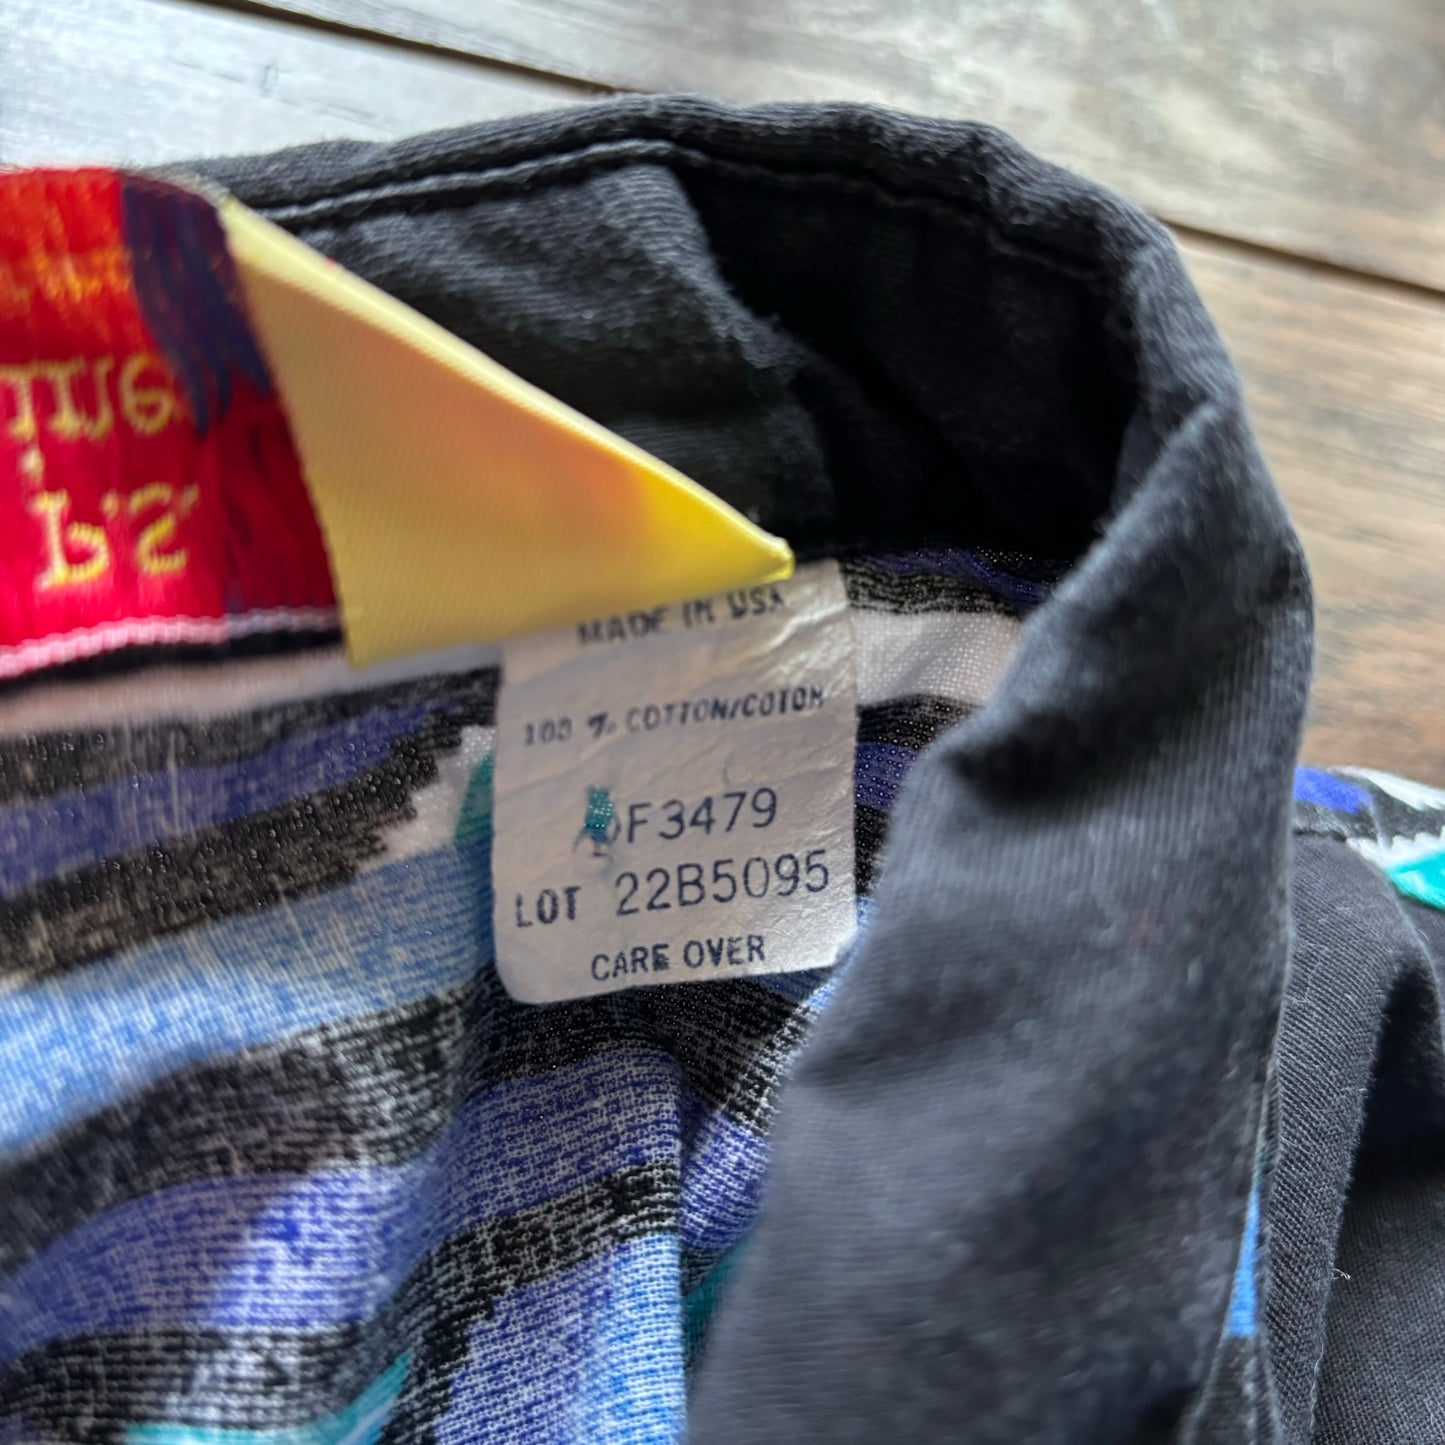 MADE IN USA
100 % COTTON/COTON
F3479
LOT 22B5095
CARE OVER